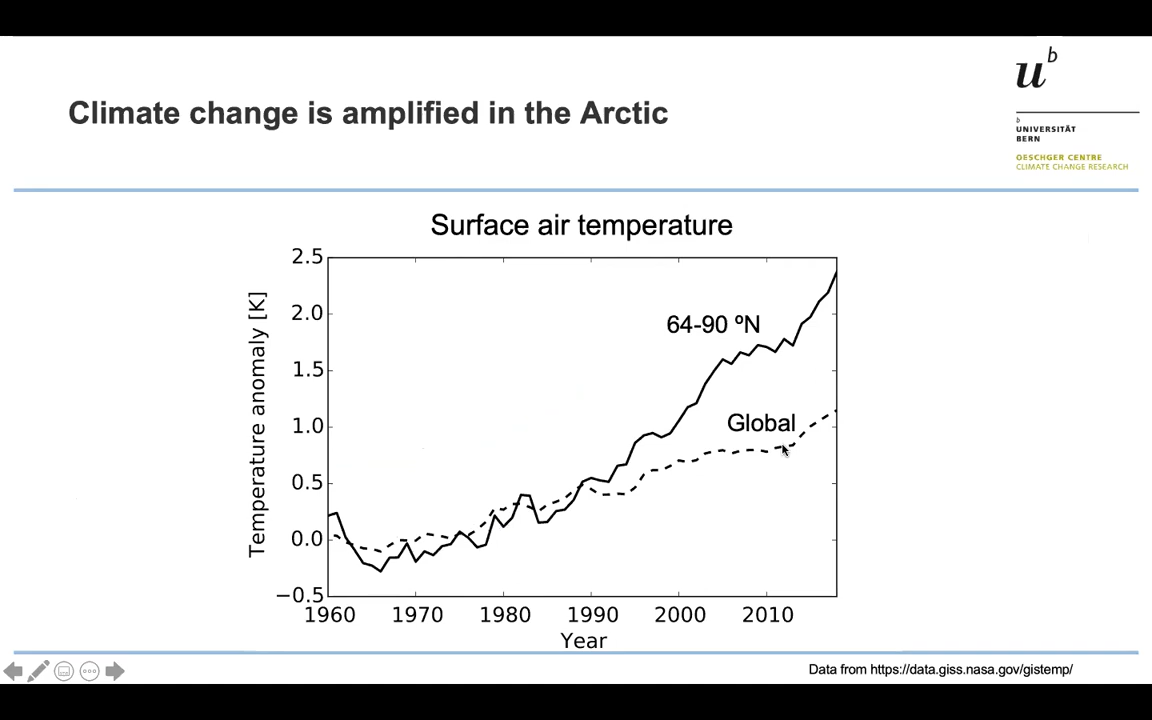 Climate change is amplified in the Arctic
u b
b
UNIVERSITÄT
BERN
OESCHGER CENTRE
CLIMATE CHANGE RESEARCH
Surface air temperature
Temperature anomaly [K]
2.5
2.0
1.5
1.0
0.5
0.0
−0.5
64-90 ºN
Global
1960 1970 1980 1990 2000 2010
Year
Data from https://data.giss.nasa.gov/gistemp/